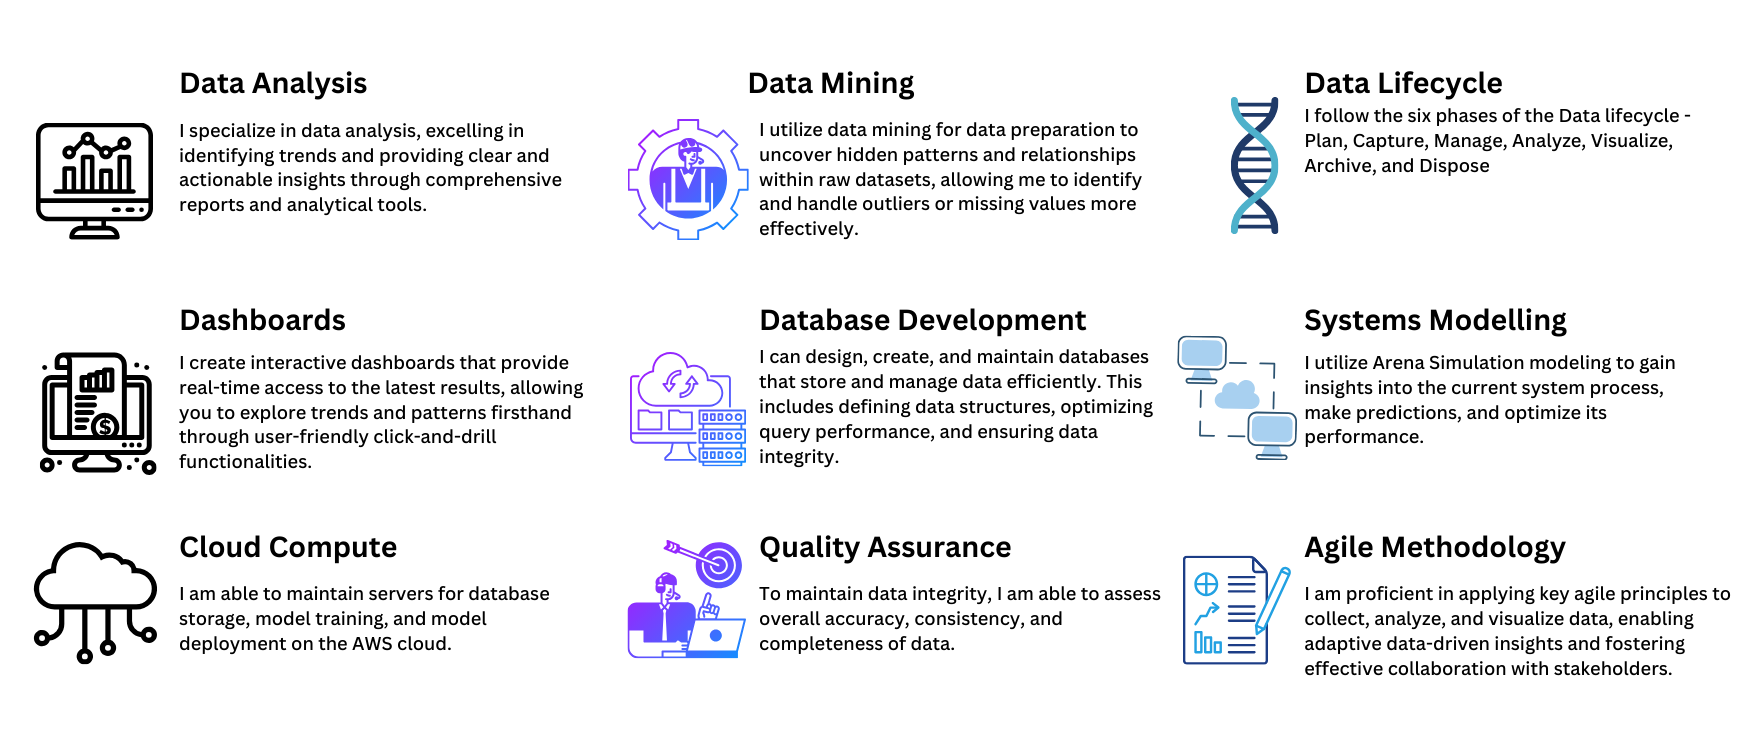 Data Analysis
I specialize in data analysis, excelling in
identifying trends and providing clear and
actionable insights through comprehensive
reports and analytical tools.
Data Mining
I utilize data mining for data preparation to
uncover hidden patterns and relationships
within raw datasets, allowing me to identify
and handle outliers or missing values more
effectively.
Data Lifecycle
I follow the six phases of the Data lifecycle -
Plan, Capture, Manage, Analyze, Visualize,
Archive, and Dispose
Dashboards
I create interactive dashboards that provide
real-time access to the latest results, allowing
you to explore trends and patterns firsthand
through user-friendly click-and-drill
functionalities.
$
Database Development
I can design, create, and maintain databases
that store and manage data efficiently. This
includes defining data structures, optimizing
query performance, and ensuring data
integrity.
Systems Modelling
I utilize Arena Simulation modeling to gain
insights into the current system process,
make predictions, and optimize its
performance.
Cloud Compute
I am able to maintain servers for database
storage, model training, and model
deployment on the AWS cloud.
Quality Assurance
To maintain data integrity, I am able to assess
overall accuracy, consistency, and
completeness of data.
Agile Methodology
I am proficient in applying key agile principles to
collect, analyze, and visualize data, enabling
adaptive data-driven insights and fostering
effective collaboration with stakeholders.